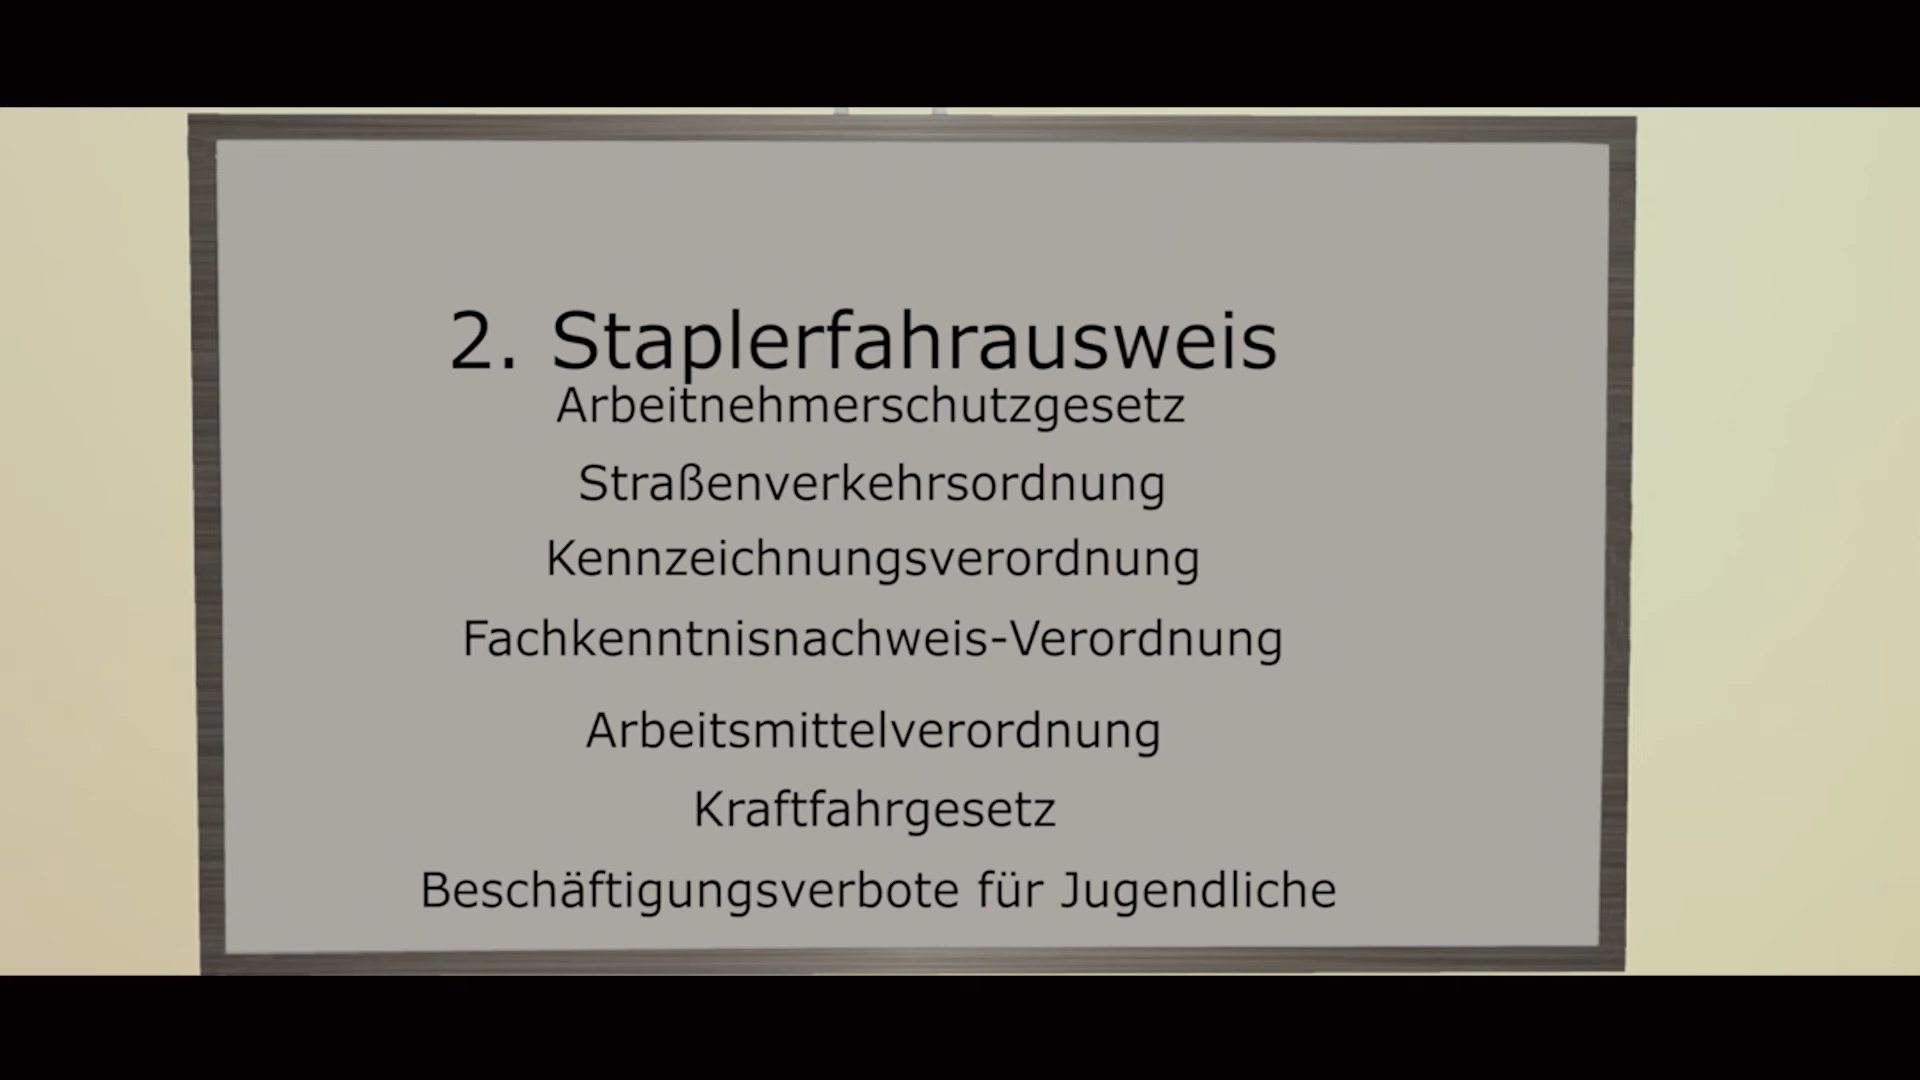 2. Staplerfahrausweis
Arbeitnehmerschutzgesetz
Straßenverkehrsordnung
Kennzeichnungsverordnung
Fachkenntnisnachweis-Verordnung
Arbeitsmittelverordnung
Kraftfahrgesetz
Beschäftigungsverbote für Jugendliche